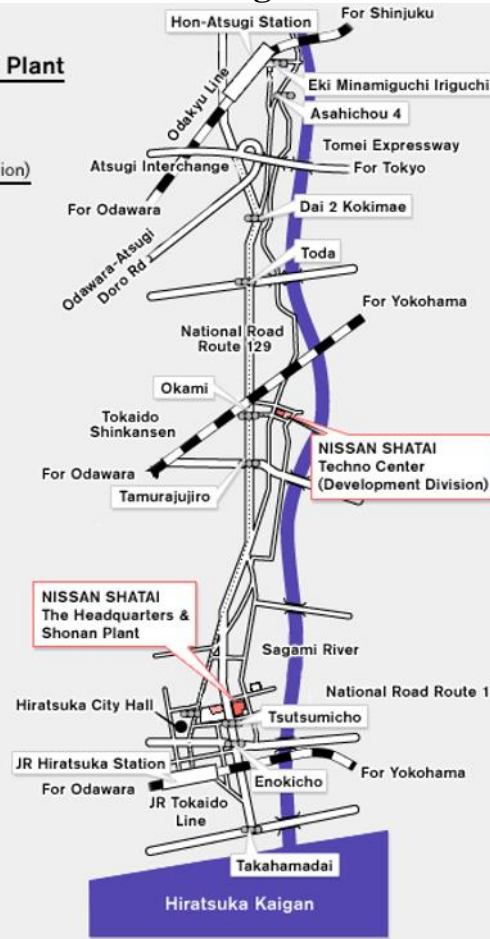 For Shinjuku
Hon-Atsugi Station
Plant
Odakyu Line
Eki Minamiguchi Iriguchi
Asahichou 4
Tomei Expressway
Atsugi Interchange
For Tokyo
ion)
For Odawara
Dai 2 Kokimae
Odawara-Atsugi
Doro Rd
Toda
For Yokohama
National Road
Route 129
Okami
Tokaido
Shinkansen
NISSAN SHATAI
Techno Center
(Development Division)
For Odawara
Tamurajujiro
NISSAN SHATAI
The Headquarters &
Shonan Plant
Sagami River
National Road Route 1
Hiratsuka City Hall
Tsutsumicho
JR Hiratsuka Station
For Yokohama
Enokicho
For Odawara
JR Tokaido
Line
Takahamadai
Hiratsuka Kaigan